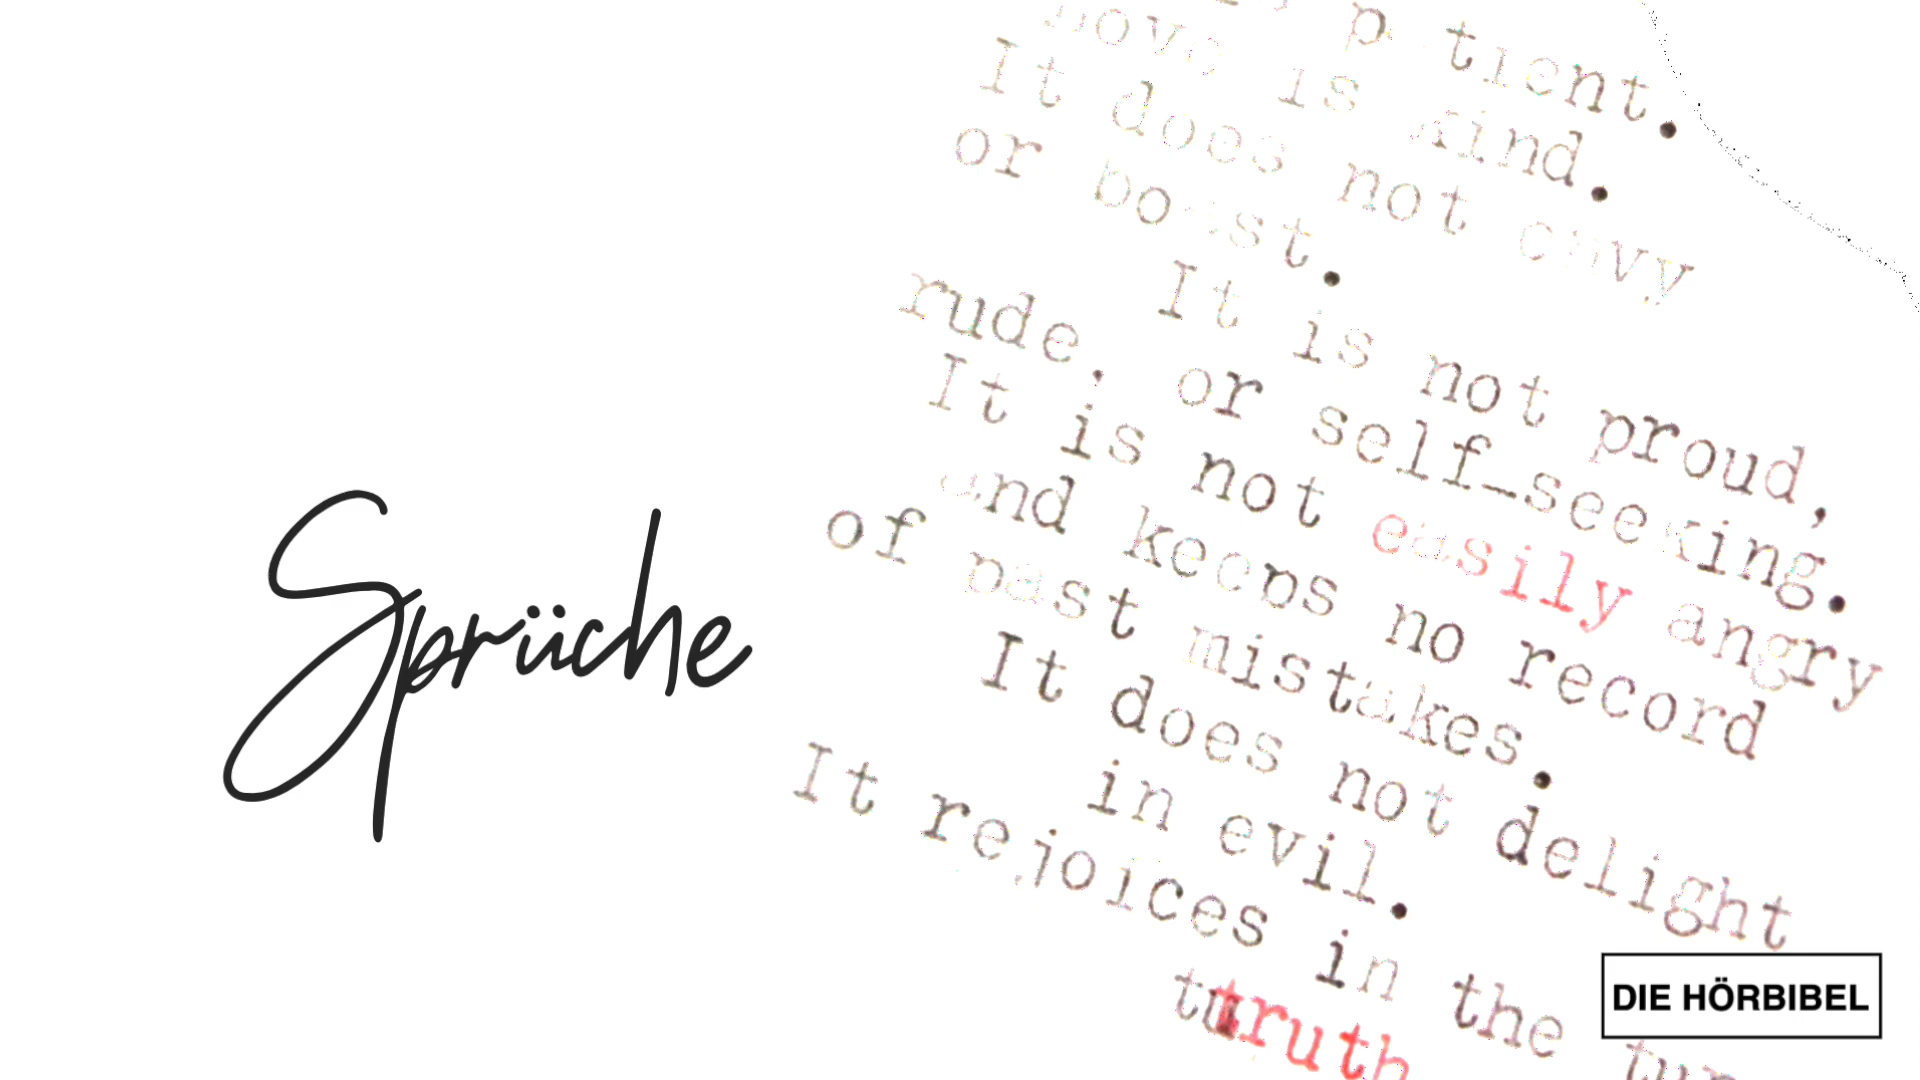 Sprüche
p tient.
Love is kind.
It does not envy
or boast.
It is not proud,
rude, or self-seeking.
It is not easily angry
and keeps no record
of past mistakes.
It does not delight
in evil.
It rejoices in the
truth
DIE HÖRBIBEL